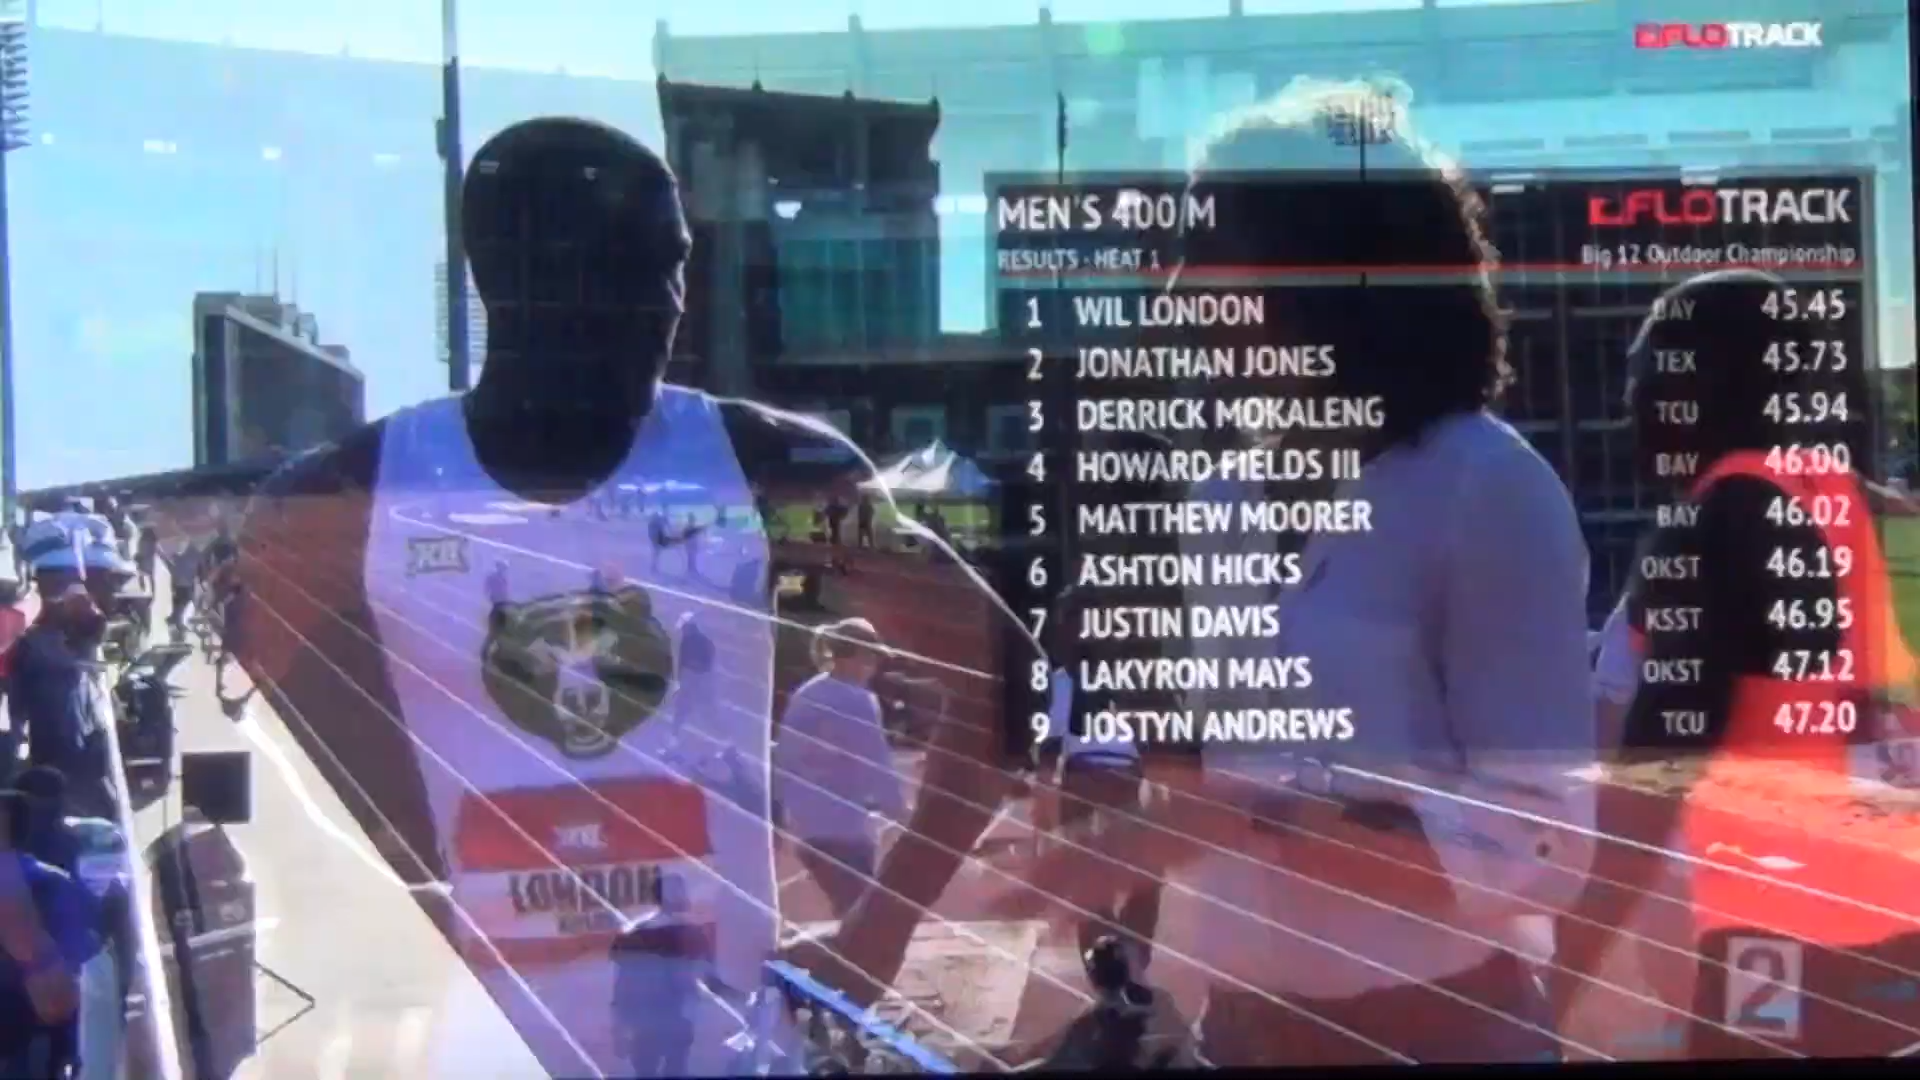 FLOTRACK
MEN'S 400 M
FLOTRACK
RESULTS - HEAT 1
Big 12 Outdoor Championship
1 WIL LONDON BAY 45.45
2 JONATHAN JONES TEX 45.73
3 DERRICK MOKALENG TCU 45.94
4 HOWARD FIELDS III BAY 46.00
5 MATTHEW MOORER BAY 46.02
6 ASHTON HICKS OKST 46.19
7 JUSTIN DAVIS KSST 46.95
8 LAKYRON MAYS OKST 47.12
9 JOSTYN ANDREWS TCU 47.20
XII
XII
LONDON
2